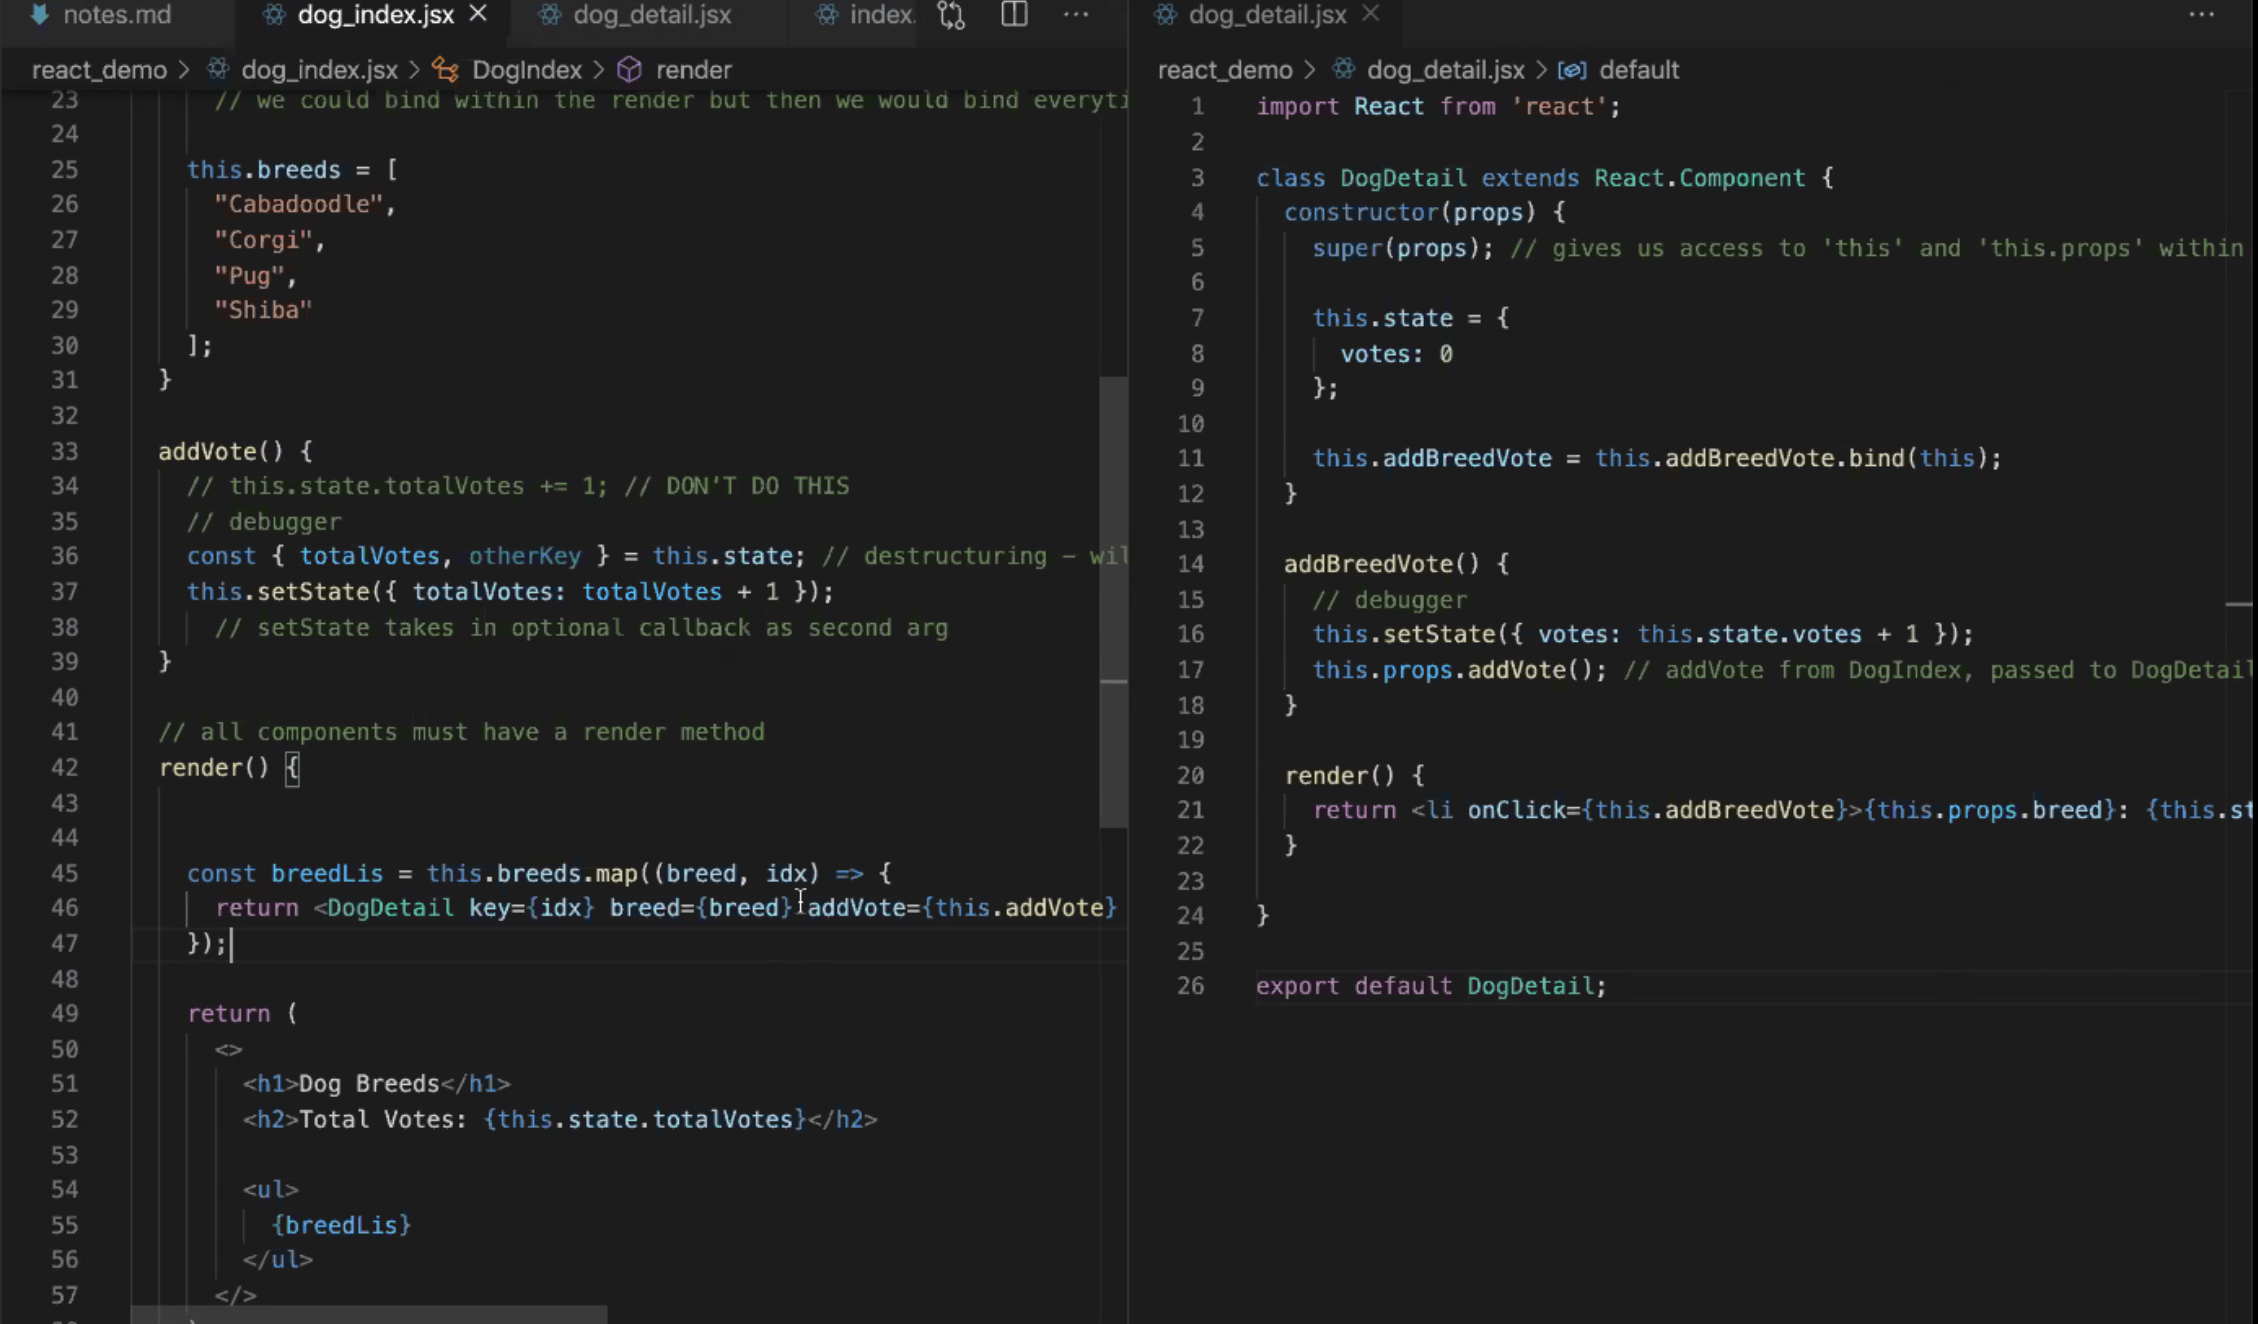 notes.md dog_index.jsx dog_detail.jsx index.
react_demo > dog_index.jsx > DogIndex > render
23 // we could bind within the render but then we would bind
24
25 this.breeds = [
26 "Cabadoodle",
27 "Corgi",
28 "Pug",
29 "Shiba"
30 ];
31 }
32
33 addVote() {
34 // this.state.totalVotes += 1; // DON'T DO THIS
35 // debugger
36 const { totalVotes, otherKey } = this.state; // destructuring –
37 this.setState({ totalVotes: totalVotes + 1 });
38 // setState takes in optional callback as second arg
39 }
40
41 // all components must have a render method
42 render() {
43
44
45 const breedLis = this.breeds.map((breed, idx) => {
46 return <DogDetail key={idx} breed={breed} addVote={this.addVote}
47 });
48
49 return (
50 <>
51 <h1>Dog Breeds</h1>
52 <h2>Total Votes: {this.state.totalVotes}</h2>
53
54 <ul>
55 {breedLis}
56 </ul>
57 </>
dog_detail.jsx
react_demo > dog_detail.jsx > default
1 import React from 'react';
2
3 class DogDetail extends React.Component {
4 constructor(props) {
5 super(props); // gives us access to 'this' and 'this.props' within
6
7 this.state = {
8 votes: 0
9 };
10
11 this.addBreedVote = this.addBreedVote.bind(this);
12 }
13
14 addBreedVote() {
15 // debugger
16 this.setState({ votes: this.state.votes + 1 });
17 this.props.addVote(); // addVote from DogIndex, passed to DogDetail
18 }
19
20 render() {
21 return <li onClick={this.addBreedVote}>{this.props.breed}: {this.st
22 }
23
24 }
25
26 export default DogDetail;